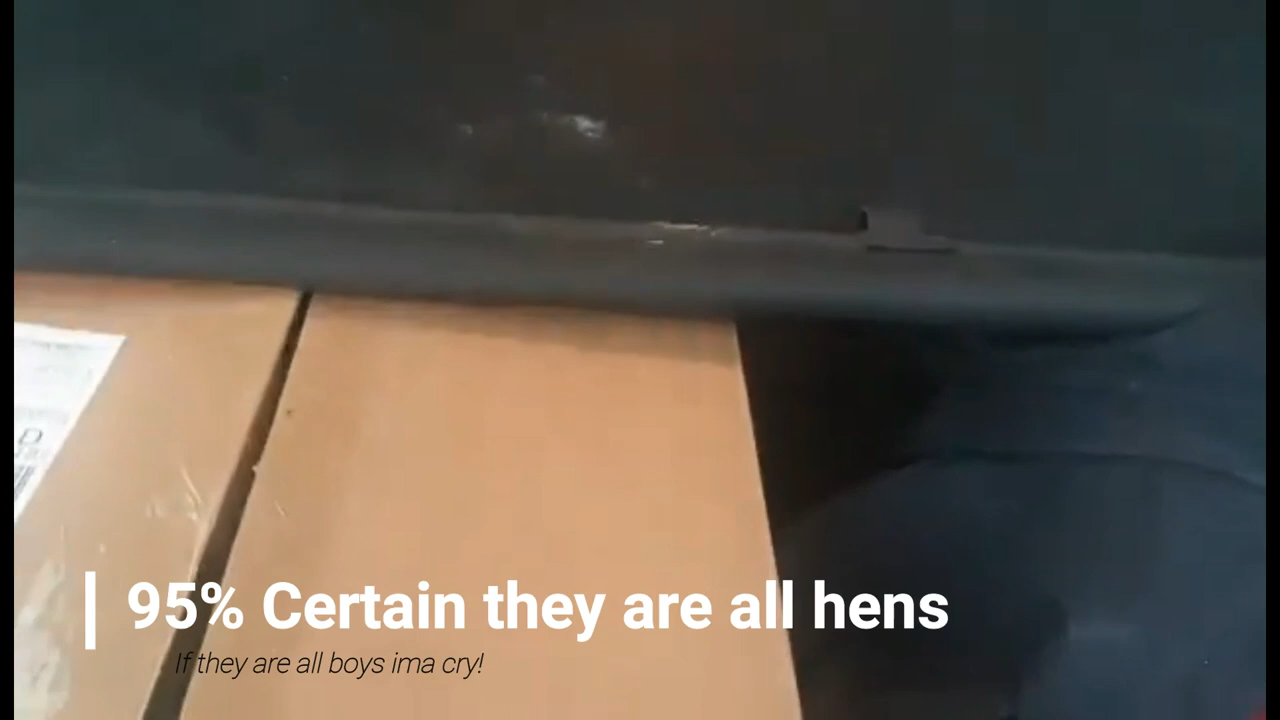 D
95% Certain they are all hens
If they are all boys ima cry!